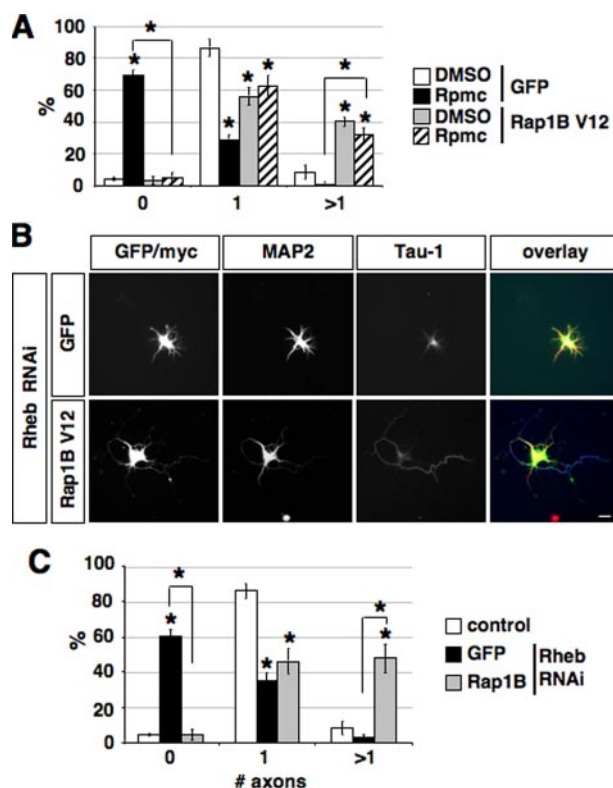 A
100
80
60
40
20
0
%
*
*
*
*
*
*
*
*
0 1 >1
DMSO
Rpmc
GFP
DMSO
Rpmc
Rap1B V12
B
GFP/myc MAP2 Tau-1 overlay
Rheb RNAi
GFP
Rap1B V12
C
100
80
60
40
20
0
%
*
*
*
*
*
*
0 1 >1
# axons
control
GFP
Rap1B
Rheb
RNAi